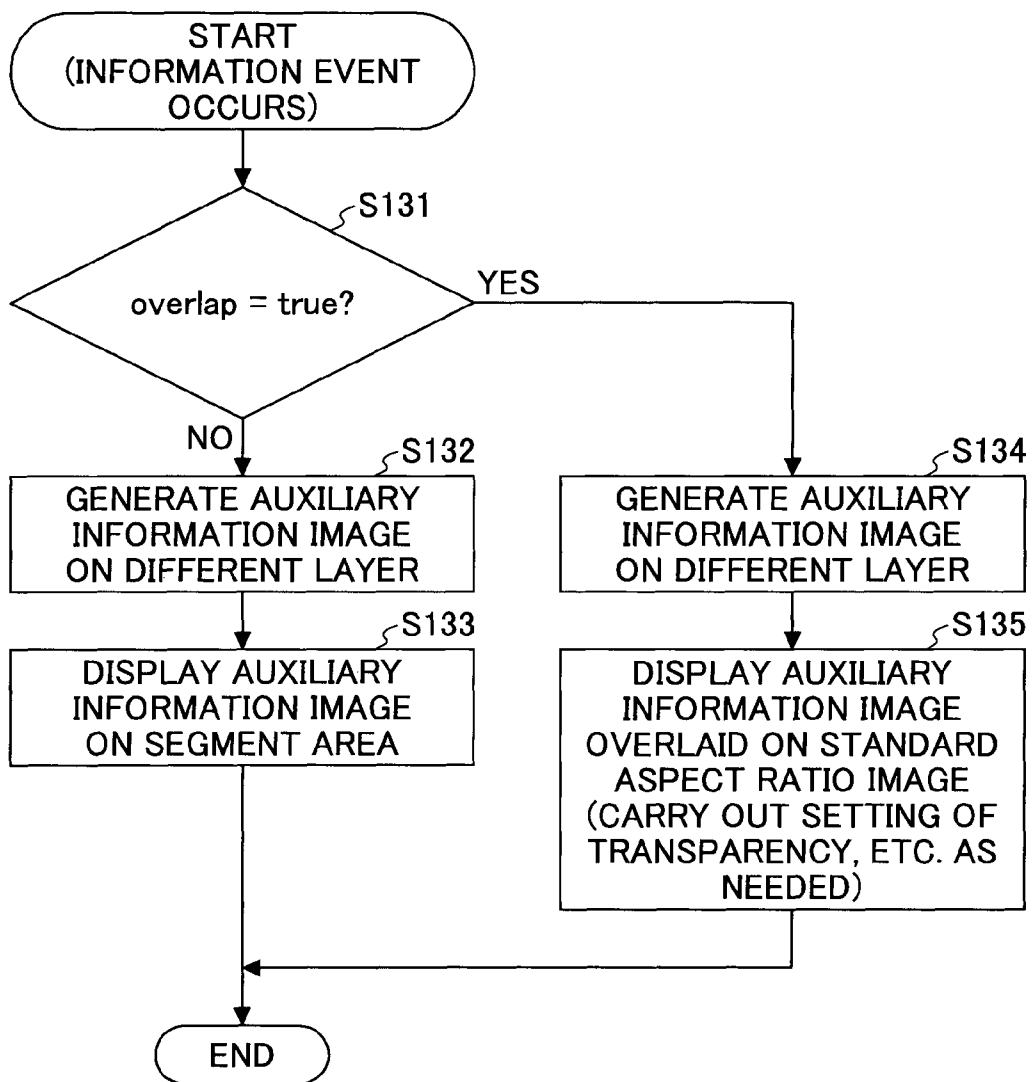 START
(INFORMATION EVENT
OCCURS)
S131
overlap = true?
YES
NO
S132
GENERATE AUXILIARY
INFORMATION IMAGE
ON DIFFERENT LAYER
S133
DISPLAY AUXILIARY
INFORMATION IMAGE
ON SEGMENT AREA
S134
GENERATE AUXILIARY
INFORMATION IMAGE
ON DIFFERENT LAYER
S135
DISPLAY AUXILIARY
INFORMATION IMAGE
OVERLAID ON STANDARD
ASPECT RATIO IMAGE
(CARRY OUT SETTING OF
TRANSPARENCY, ETC. AS
NEEDED)
END